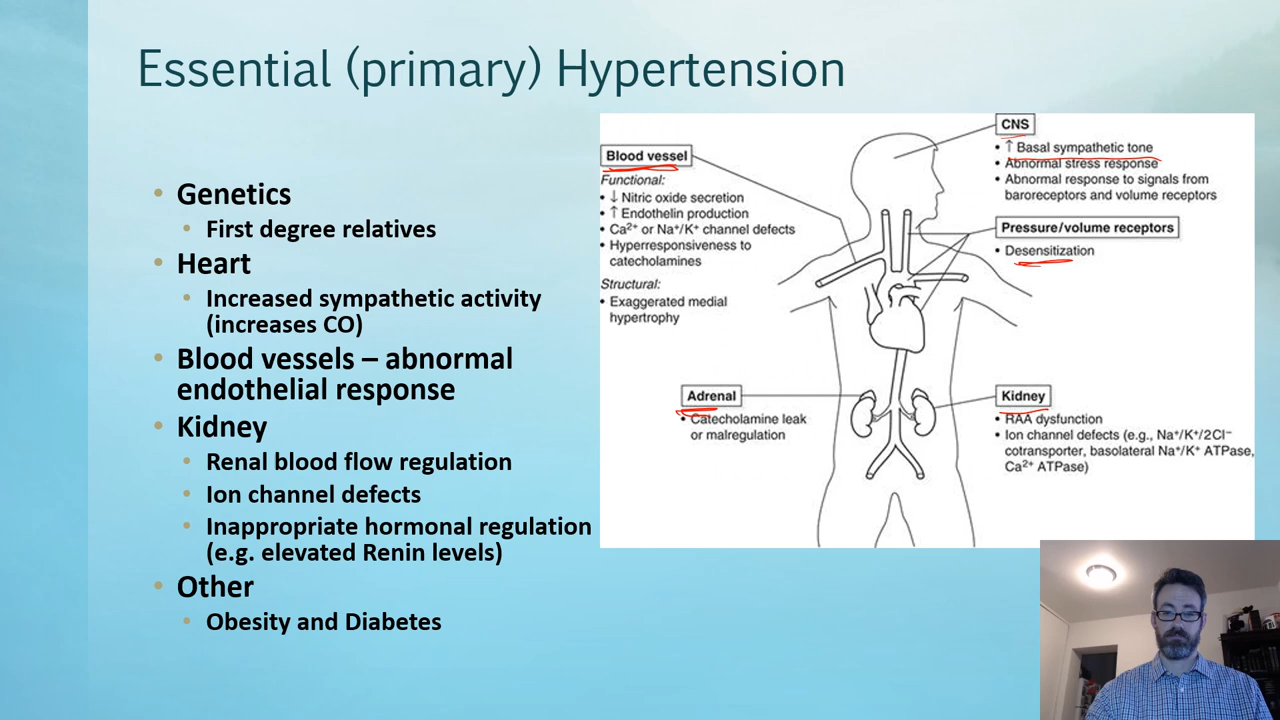 Essential (primary) Hypertension
• Genetics
• First degree relatives
• Heart
• Increased sympathetic activity
(increases CO)
• Blood vessels – abnormal
endothelial response
• Kidney
• Renal blood flow regulation
• Ion channel defects
• Inappropriate hormonal regulation
(e.g. elevated Renin levels)
• Other
• Obesity and Diabetes
Blood vessel
Functional:
• ↓ Nitric oxide secretion
• ↑ Endothelin production
• Ca²⁺ or Na⁺/K⁺ channel defects
• Hyperresponsiveness to
catecholamines
Structural:
• Exaggerated medial
hypertrophy
CNS
• ↑ Basal sympathetic tone
• Abnormal stress response
• Abnormal response to signals from
baroreceptors and volume receptors
Pressure/volume receptors
• Desensitization
Adrenal
• Catecholamine leak
or malregulation
Kidney
• RAA dysfunction
• Ion channel defects (e.g., Na⁺/K⁺/2Cl⁻
cotransporter, basolateral Na⁺/K⁺ ATPase,
Ca²⁺ ATPase)